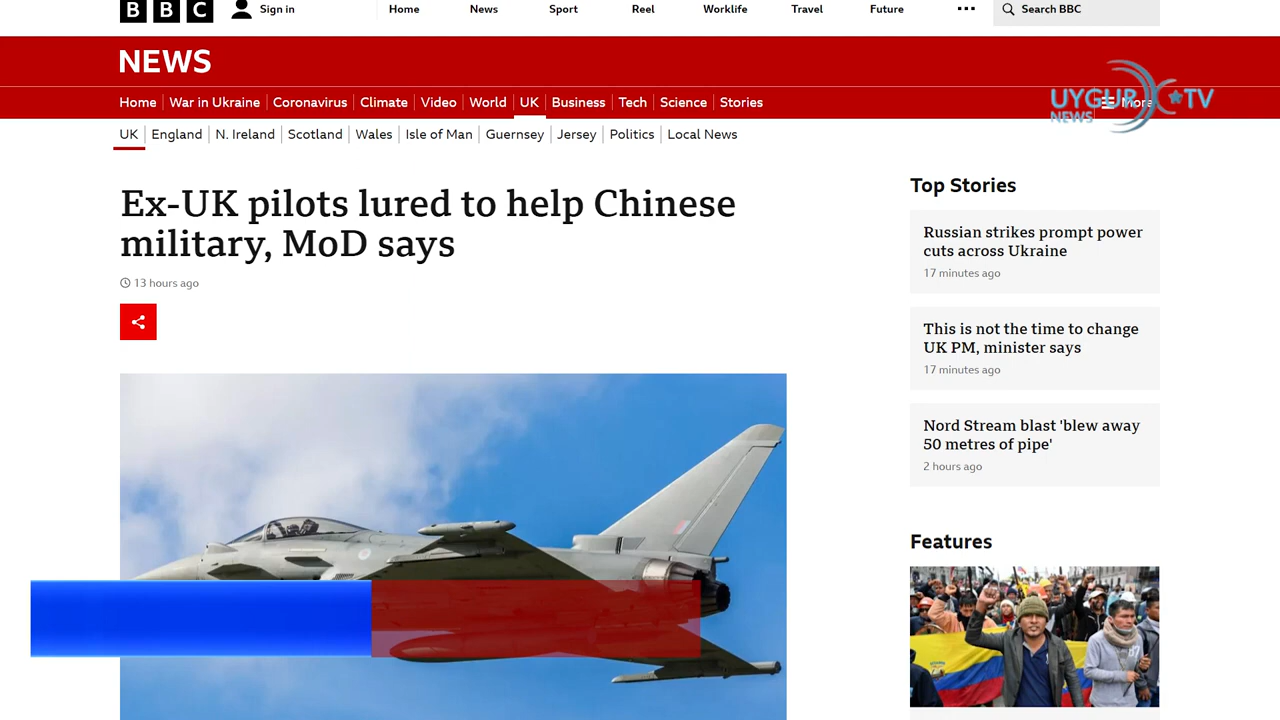 BBC
Sign in
Home
News
Sport
Reel
Worklife
Travel
Future
Search BBC
NEWS
Home
War in Ukraine
Coronavirus
Climate
Video
World
UK
Business
Tech
Science
Stories
More
UYGUR TV
NEWS
UK
England
N. Ireland
Scotland
Wales
Isle of Man
Guernsey
Jersey
Politics
Local News
Ex-UK pilots lured to help Chinese
military, MoD says
13 hours ago
Top Stories
Russian strikes prompt power
cuts across Ukraine
17 minutes ago
This is not the time to change
UK PM, minister says
17 minutes ago
Nord Stream blast 'blew away
50 metres of pipe'
2 hours ago
Features